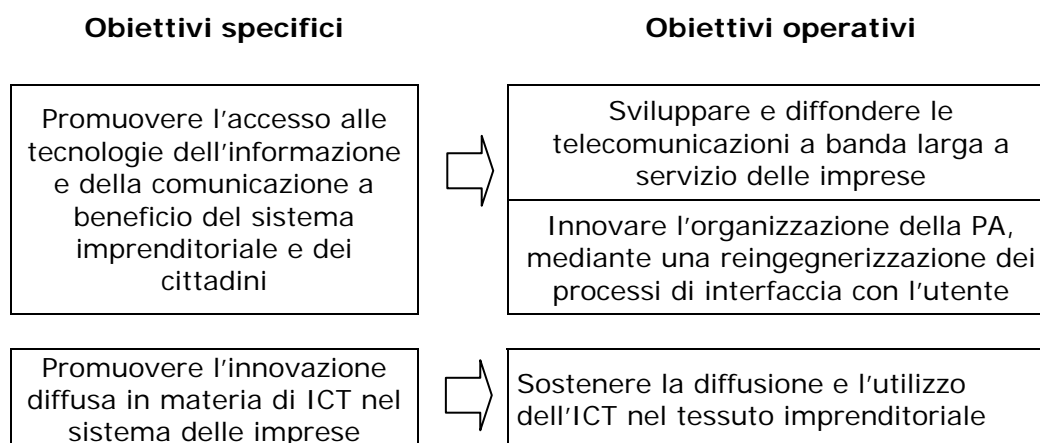 Obiettivi specifici
Obiettivi operativi
Promuovere l'accesso alle
tecnologie dell'informazione
e della comunicazione a
beneficio del sistema
imprenditoriale e dei
cittadini
Sviluppare e diffondere le
telecomunicazioni a banda larga a
servizio delle imprese
Innovare l'organizzazione della PA,
mediante una reingegnerizzazione dei
processi di interfaccia con l'utente
Promuovere l'innovazione
diffusa in materia di ICT nel
sistema delle imprese
Sostenere la diffusione e l'utilizzo
dell'ICT nel tessuto imprenditoriale